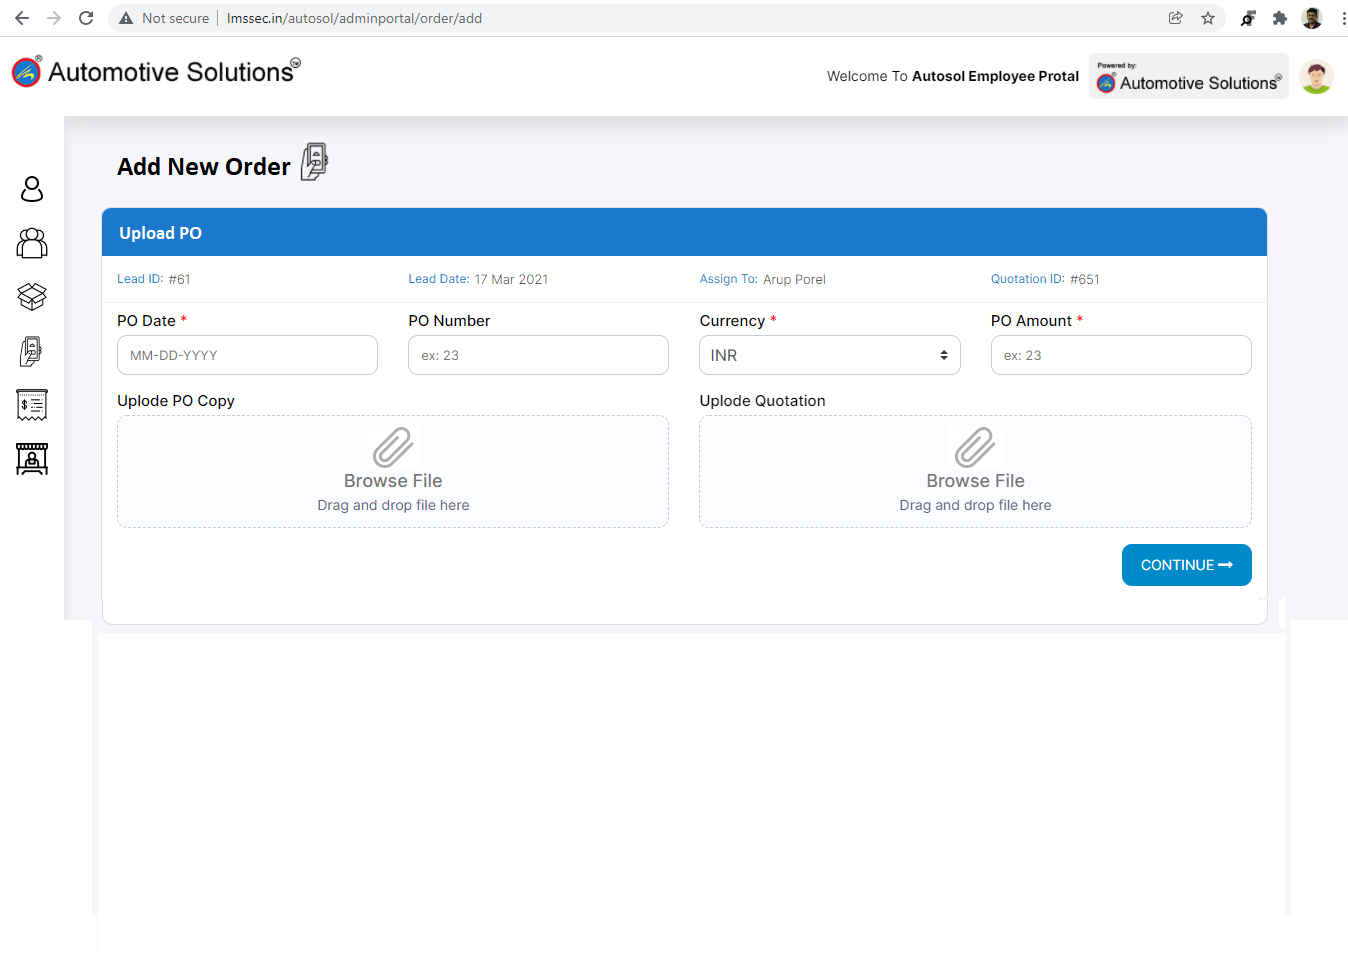 Not secure | lmssec.in/autosol/adminportal/order/add
Automotive Solutions
Welcome To Autosol Employee Protal
Powered by:
Automotive Solutions
Add New Order
Upload PO
Lead ID: #61 Lead Date: 17 Mar 2021 Assign To: Arup Porel Quotation ID: #651
PO Date * PO Number Currency * PO Amount *
MM-DD-YYYY ex: 23 INR ex: 23
Uplode PO Copy Uplode Quotation
Browse File Browse File
Drag and drop file here Drag and drop file here
CONTINUE